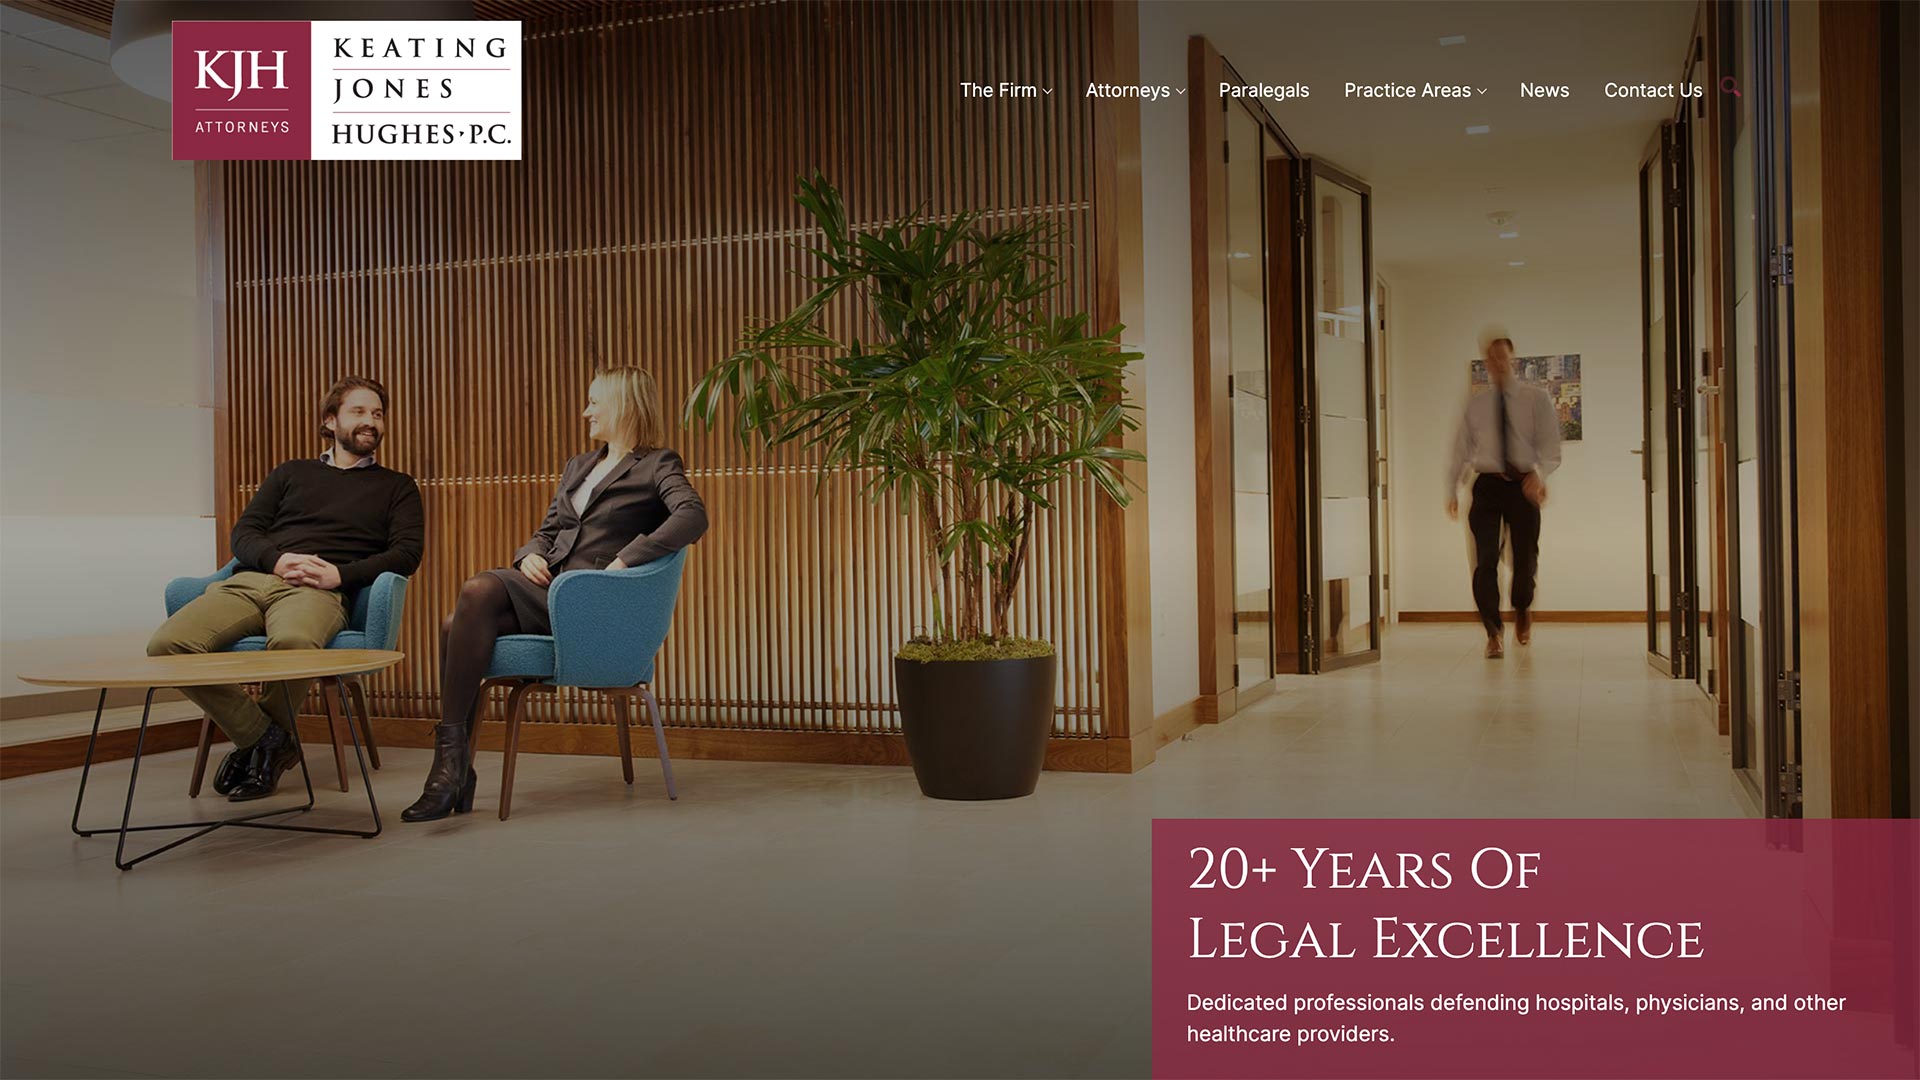 KJH
ATTORNEYS
KEATING
JONES
HUGHES P.C.
The Firm
Attorneys
Paralegals
Practice Areas
News
Contact Us
20+ Years Of
Legal Excellence
Dedicated professionals defending hospitals, physicians, and other
healthcare providers.